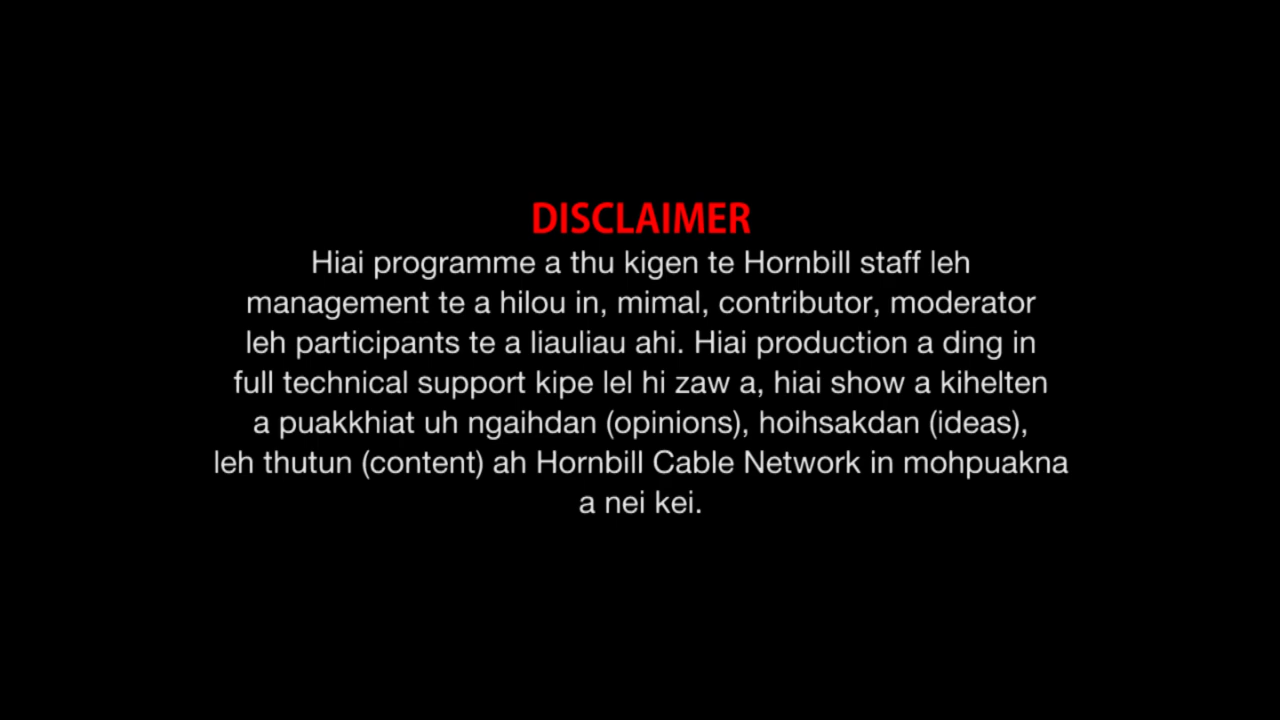 DISCLAIMER
Hiai programme a thu kigen te Hornbill staff leh
management te a hilou in, mimal, contributor, moderator
leh participants te a liauliau ahi. Hiai production a ding in
full technical support kipe lel hi zaw a, hiai show a kihelten
a puakkhiat uh ngaihdan (opinions), hoihsakdan (ideas),
leh thutun (content) ah Hornbill Cable Network in mohpuakna
a nei kei.